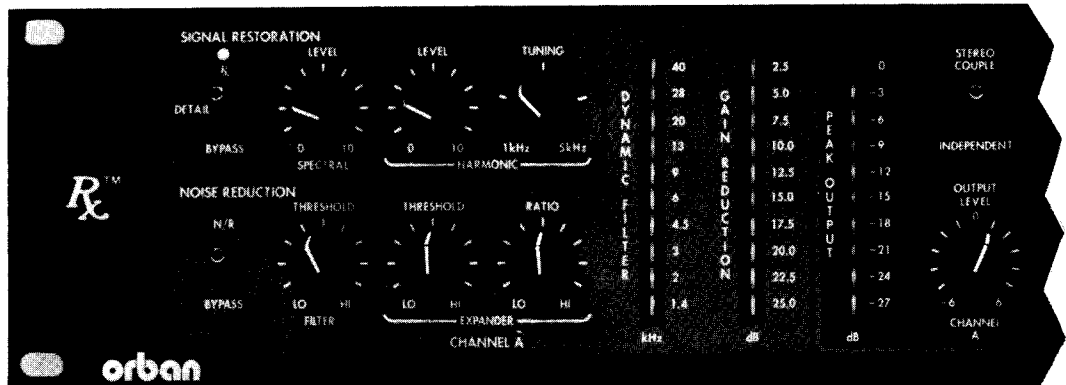 SIGNAL RESTORATION
LEVEL
LEVEL
TUNING
DETAIL
BYPASS
0 10
SPECTRAL
0 10
1kHz 5kHz
HARMONIC
Rx™
NOISE REDUCTION
N/R
BYPASS
THRESHOLD
THRESHOLD
RATIO
LO HI
FILTER
LO HI
LO HI
EXPANDER
CHANNEL A
orban
DYNAMIC FILTER
40
28
20
13
9
6
4.5
3
2
1.4
kHz
GAIN REDUCTION
2.5
5.0
7.5
10.0
12.5
15.0
17.5
20.0
22.5
25.0
dB
PEAK OUTPUT
0
-3
-6
-9
-12
-15
-18
-21
-24
-27
dB
STEREO
COUPLE
INDEPENDENT
OUTPUT
LEVEL
0
-6 6
CHANNEL
A